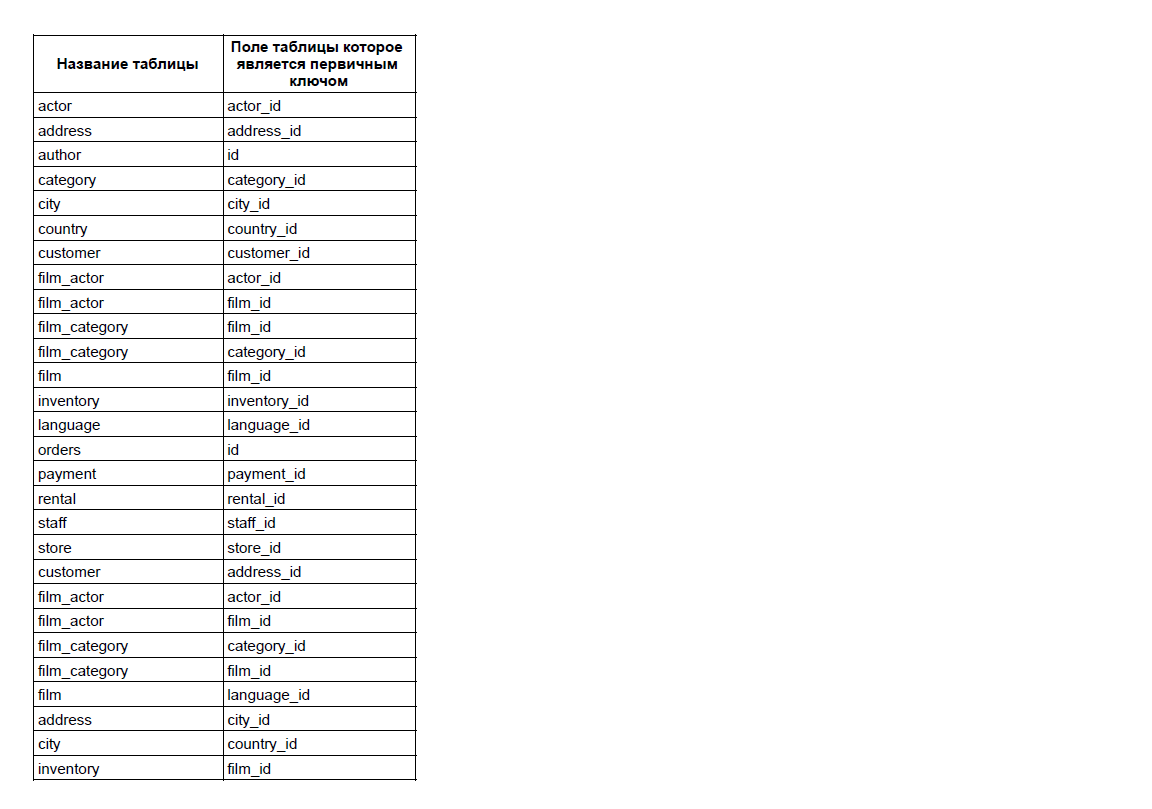 Название таблицы Поле таблицы которое является первичным ключом
actor actor_id
address address_id
author id
category category_id
city city_id
country country_id
customer customer_id
film_actor actor_id
film_actor film_id
film_category film_id
film_category category_id
film film_id
inventory inventory_id
language language_id
orders id
payment payment_id
rental rental_id
staff staff_id
store store_id
customer address_id
film_actor actor_id
film_actor film_id
film_category category_id
film_category film_id
film language_id
address city_id
city country_id
inventory film_id